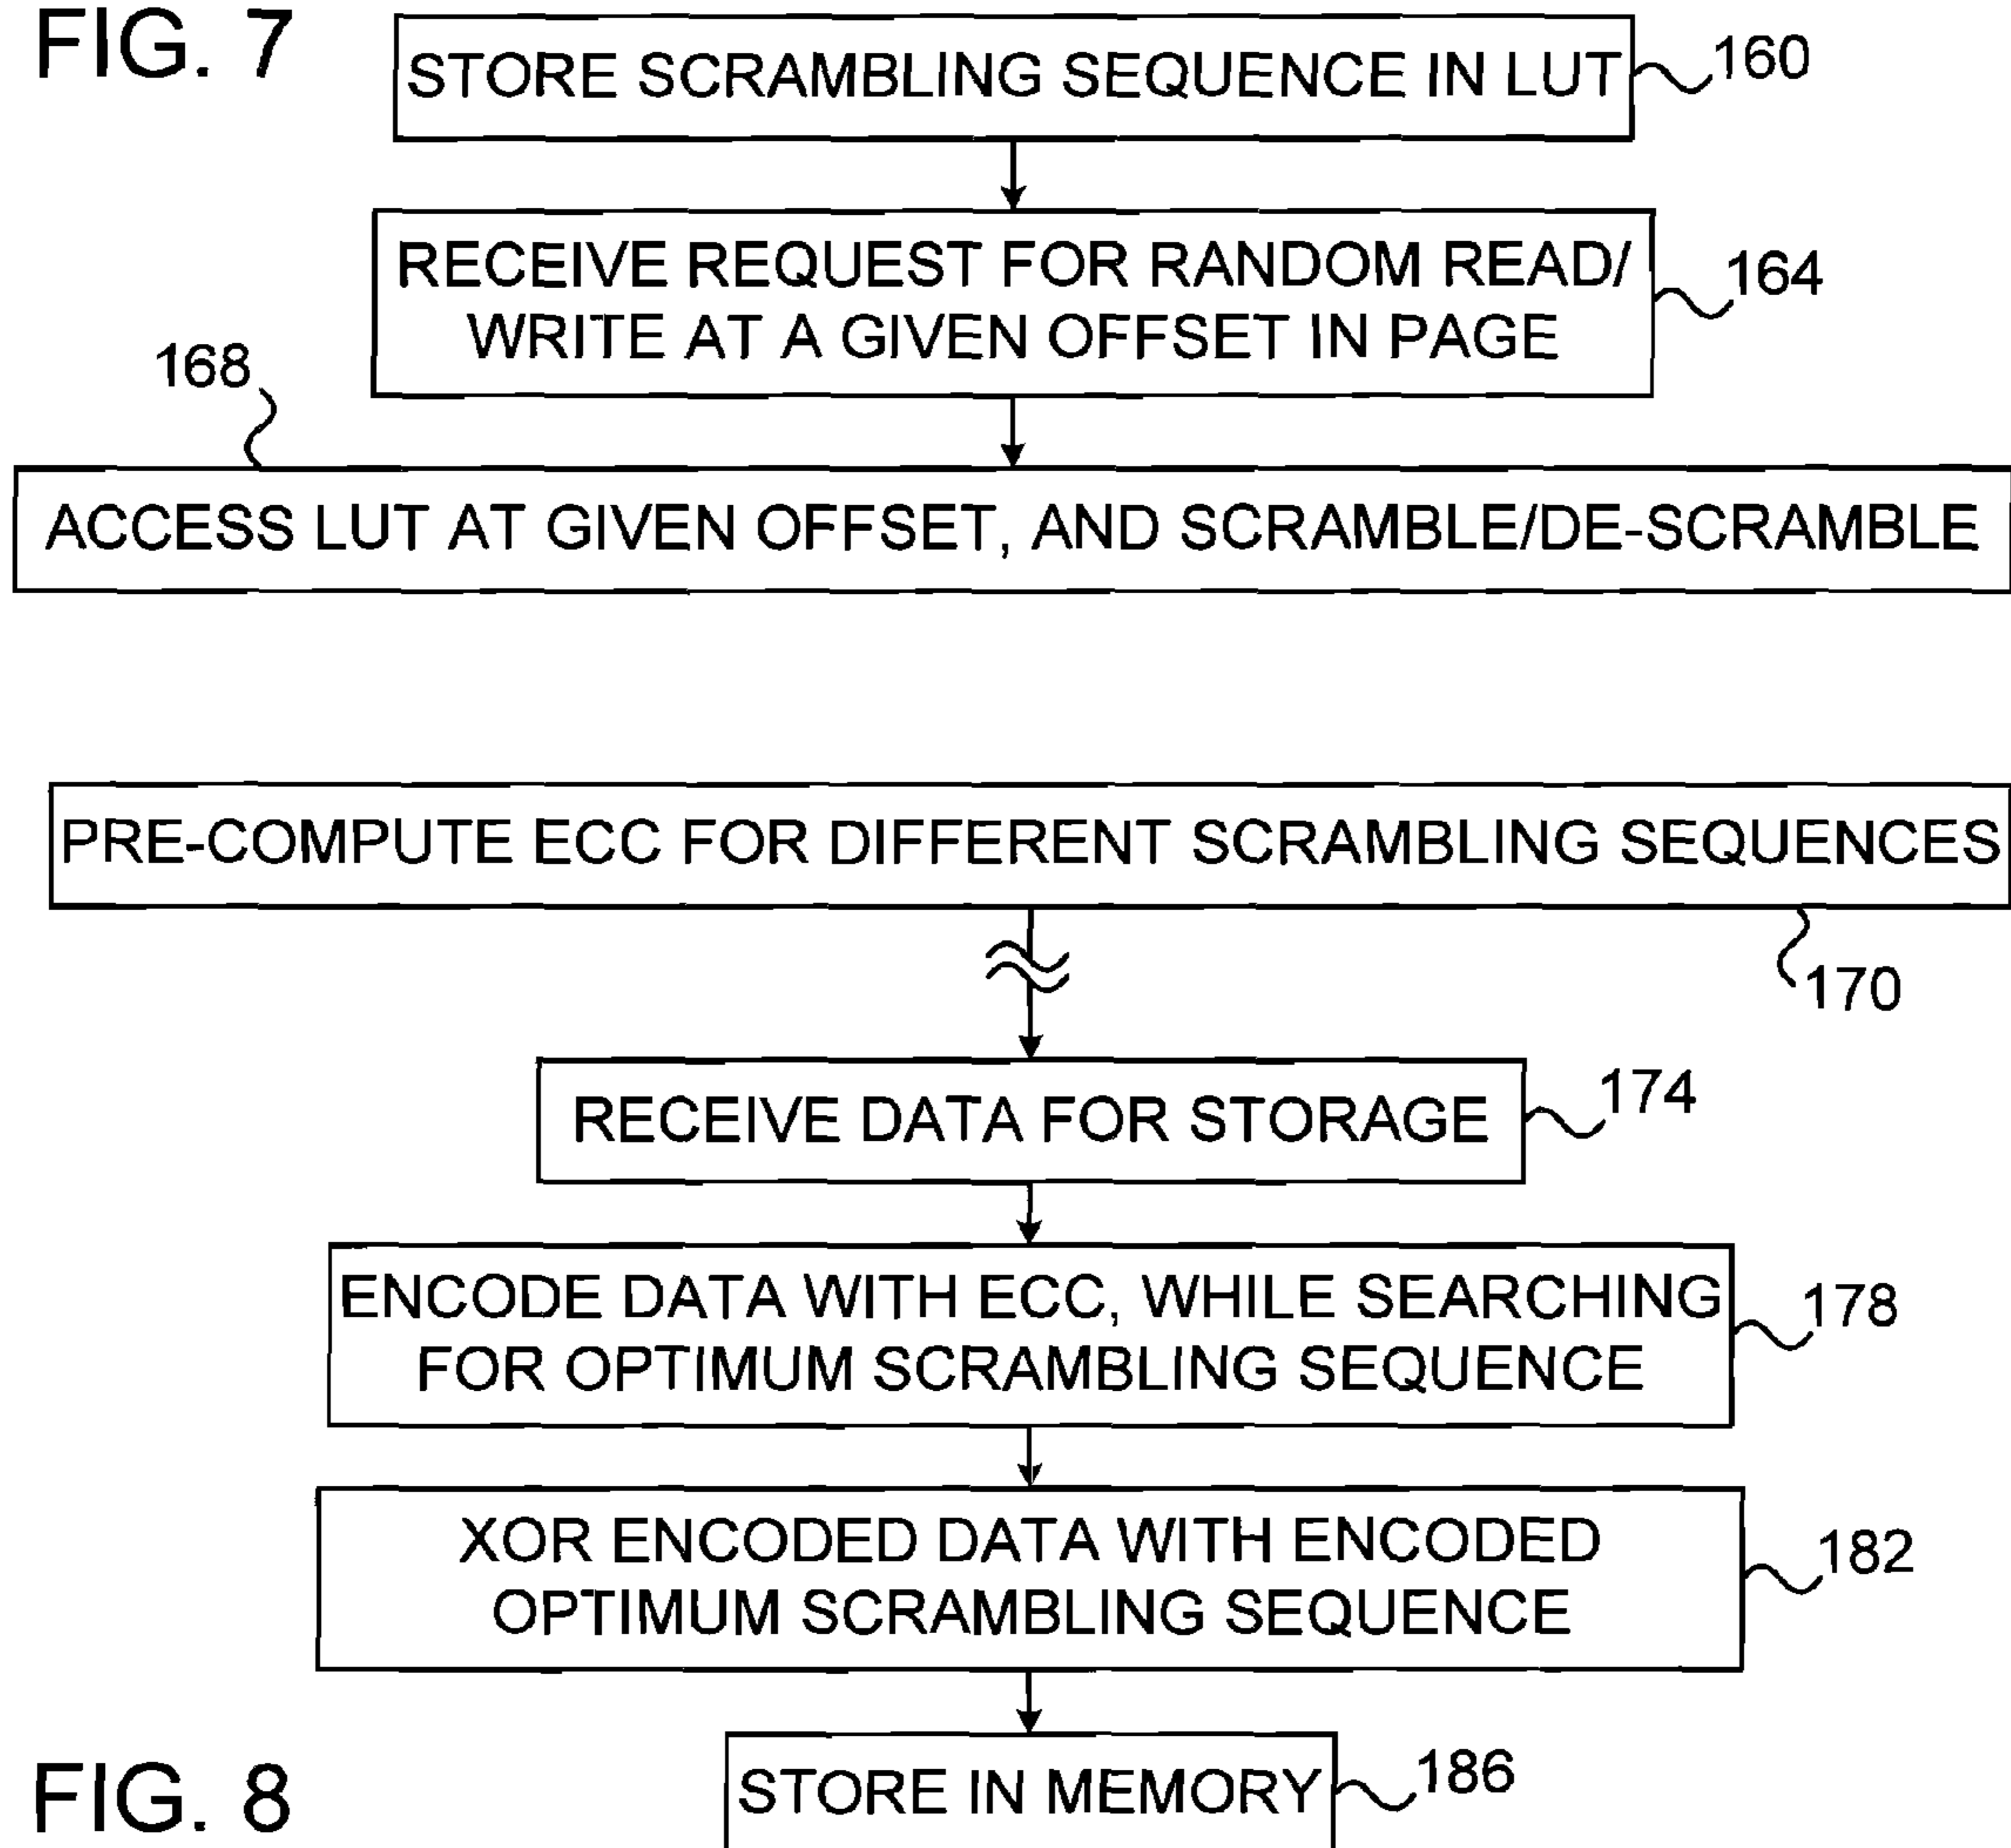 FIG. 7
STORE SCRAMBLING SEQUENCE IN LUT
160
RECEIVE REQUEST FOR RANDOM READ/
WRITE AT A GIVEN OFFSET IN PAGE
164
168
ACCESS LUT AT GIVEN OFFSET, AND SCRAMBLE/DE-SCRAMBLE
PRE-COMPUTE ECC FOR DIFFERENT SCRAMBLING SEQUENCES
170
RECEIVE DATA FOR STORAGE
174
ENCODE DATA WITH ECC, WHILE SEARCHING
FOR OPTIMUM SCRAMBLING SEQUENCE
178
XOR ENCODED DATA WITH ENCODED
OPTIMUM SCRAMBLING SEQUENCE
182
STORE IN MEMORY
186
FIG. 8